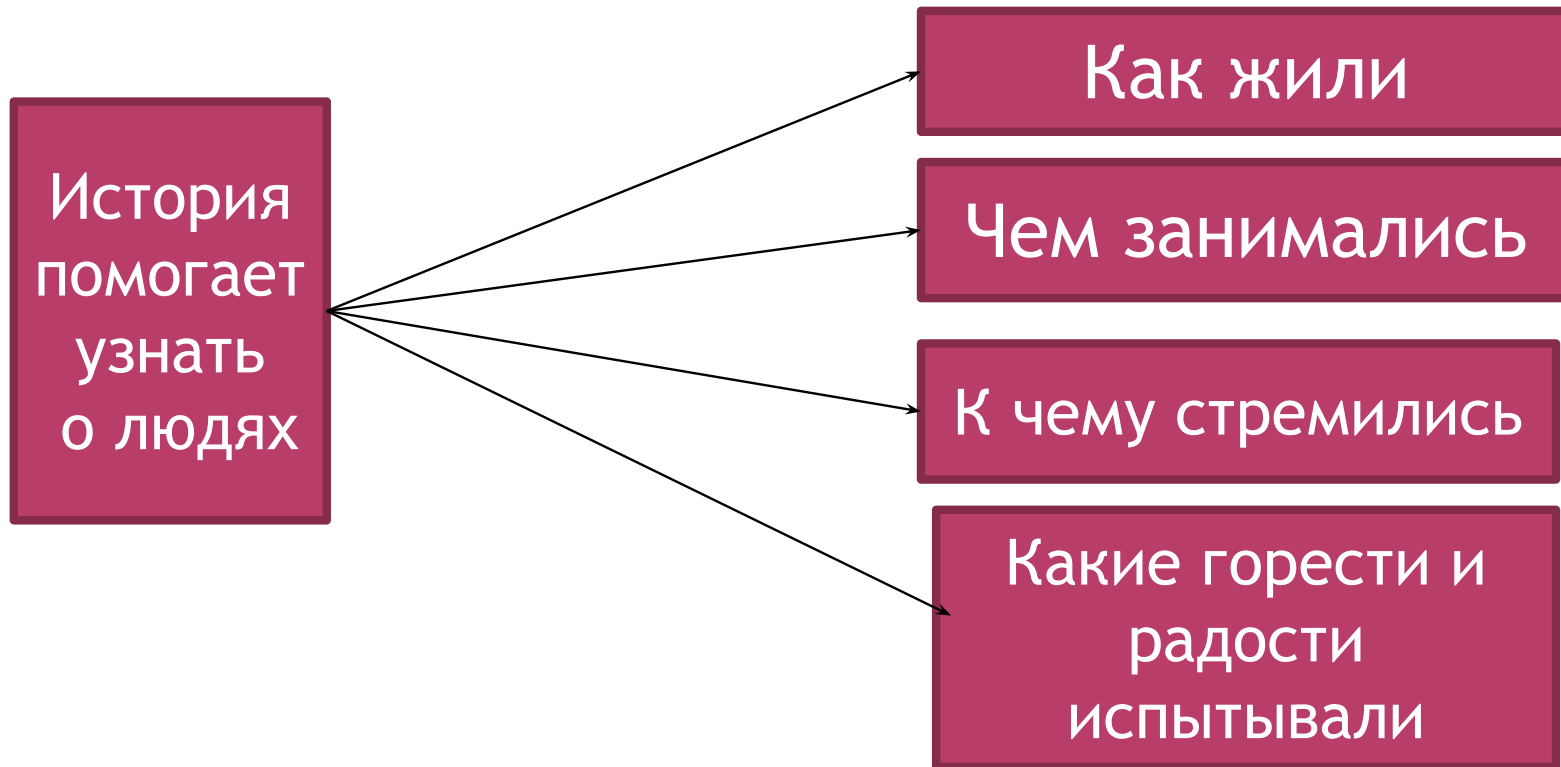 История
помогает
узнать
о людях
Как жили
Чем занимались
К чему стремились
Какие горести и
радости
испытывали